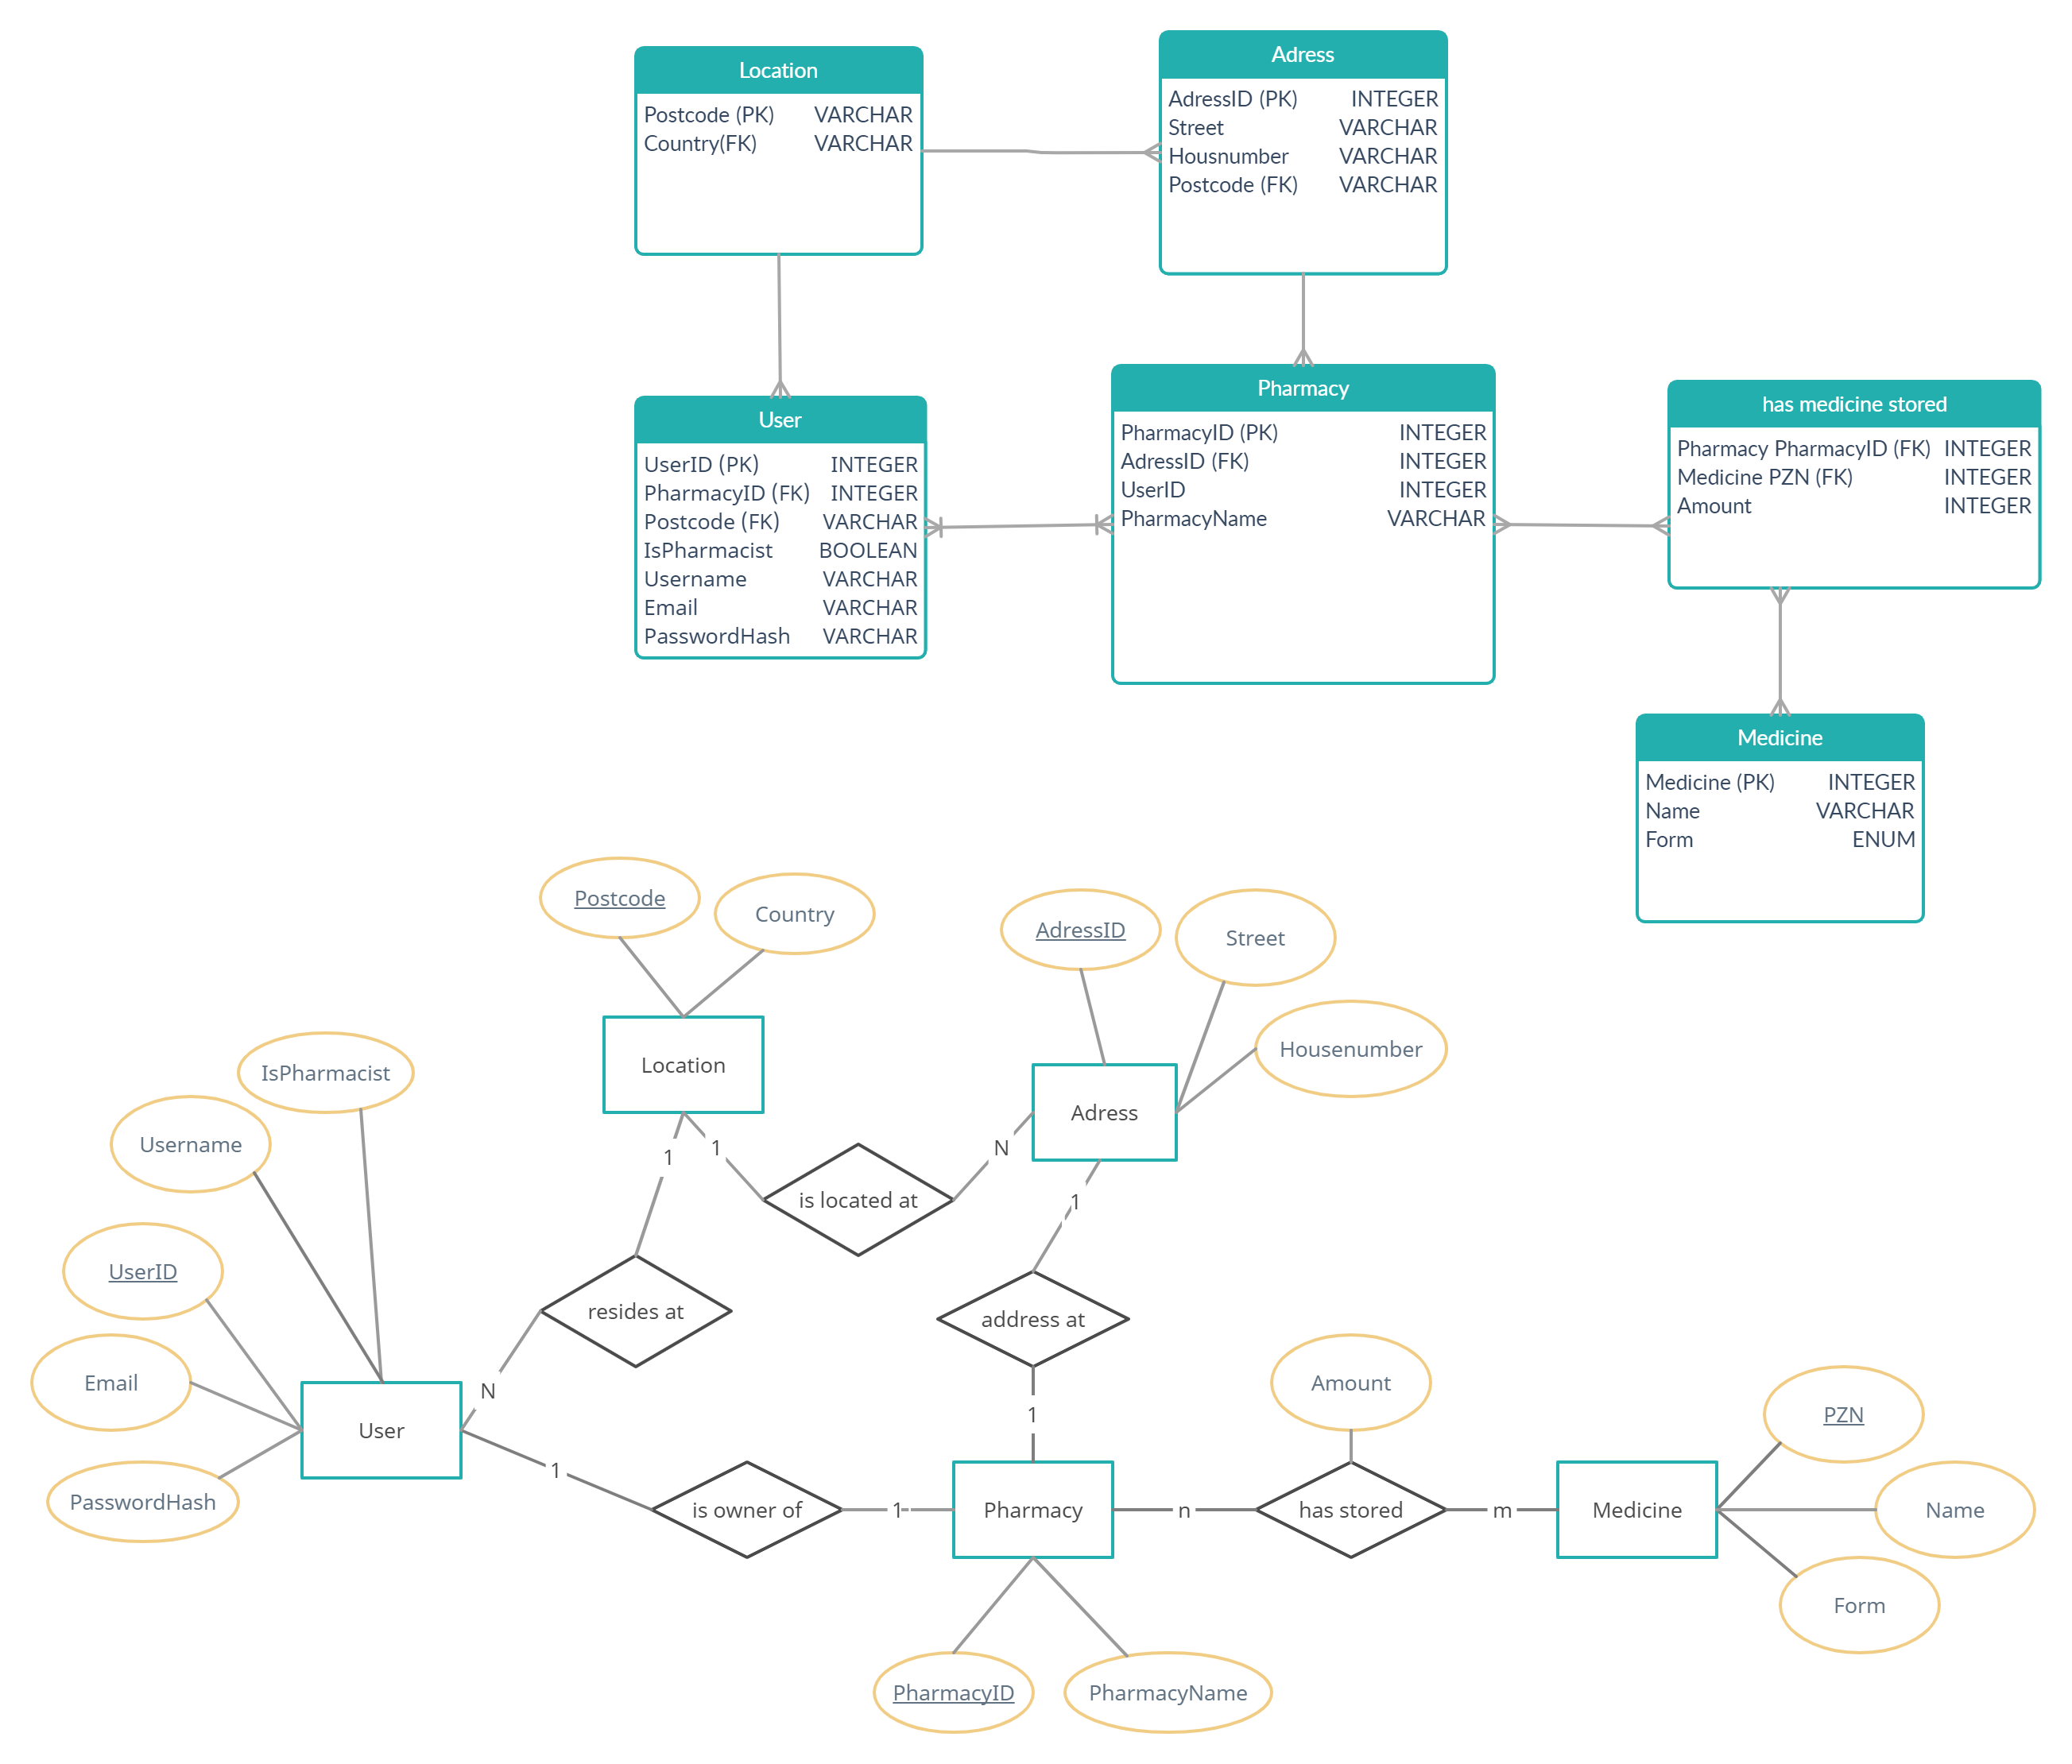 Location
Postcode (PK) VARCHAR
Country(FK) VARCHAR
Adress
AdressID (PK) INTEGER
Street VARCHAR
Housnumber VARCHAR
Postcode (FK) VARCHAR
User
UserID (PK) INTEGER
PharmacyID (FK) INTEGER
Postcode (FK) VARCHAR
IsPharmacist BOOLEAN
Username VARCHAR
Email VARCHAR
PasswordHash VARCHAR
Pharmacy
PharmacyID (PK) INTEGER
AdressID (FK) INTEGER
UserID INTEGER
PharmacyName VARCHAR
has medicine stored
Pharmacy PharmacyID (FK) INTEGER
Medicine PZN (FK) INTEGER
Amount INTEGER
Medicine
Medicine (PK) INTEGER
Name VARCHAR
Form ENUM
Postcode
Country
AdressID
Street
Housenumber
IsPharmacist
Location
Username
Adress
1
1
N
is located at
1
UserID
resides at
address at
Email
N
Amount
User
1
PZN
1
PasswordHash
is owner of
1
Pharmacy
n
has stored
m
Medicine
Name
Form
PharmacyID
PharmacyName